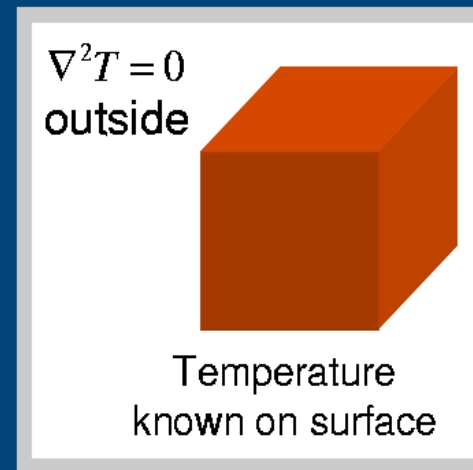 ∇²T = 0
outside
Temperature
known on surface